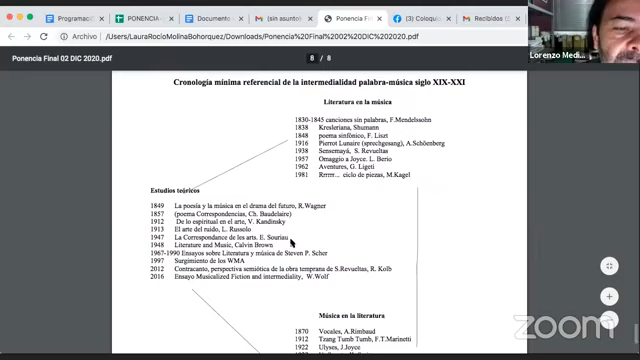 Programació
PONENCIA
Documento
(sin asunto)
Ponencia Final
(3) Coloquio
Recibidos
Archivo
/Users/LauraRocioMolinaBohorquez/Downloads/Ponencia%20Final%2002%20DIC%202020.pdf
Ponencia Final 02 DIC 2020.pdf
8 / 8
Lorenzo Medi...
Cronología mínima referencial de la intermedialidad palabra-música siglo XIX-XXI
Literatura en la música
1830-1845 canciones sin palabras, F.Mendelssohn
1838 Kresleriana, Shumann
1848 poema sinfónico, F. Liszt
1916 Pierrot Lunaire (sprechgesang), A.Schöenberg
1938 Sensemayá, S. Revueltas
1957 Omaggio a Joyce. L. Berio
1962 Aventures, G. Ligeti
1981 Rrrrrr... ciclo de piezas, M.Kagel
Estudios teóricos
1849 La poesía y la música en el drama del futuro, R.Wagner
1857 (poema Correspondencias, Ch. Baudelaire)
1912 De lo espiritual en el arte, V. Kandinsky
1913 El arte del ruido, L. Russolo
1947 La Correspondance de los arts. E. Souriau
1948 Literature and Music, Calvin Brown
1967-1990 Ensayos sobre Literatura y música de Steven P. Scher
1997 Surgimiento de los WMA
2012 Contracanto, perspectiva semiótica de la obra temprana de S.Revueltas, R. Kolb
2016 Ensayo Musicalized Fiction and intermediality, W.Wolf
Música en la literatura
1870 Vocales, A.Rimbaud
1912 Tzang Tumb Tumb, F.T.Marinetti
1922 Ulyses, J.Joyce
zoom